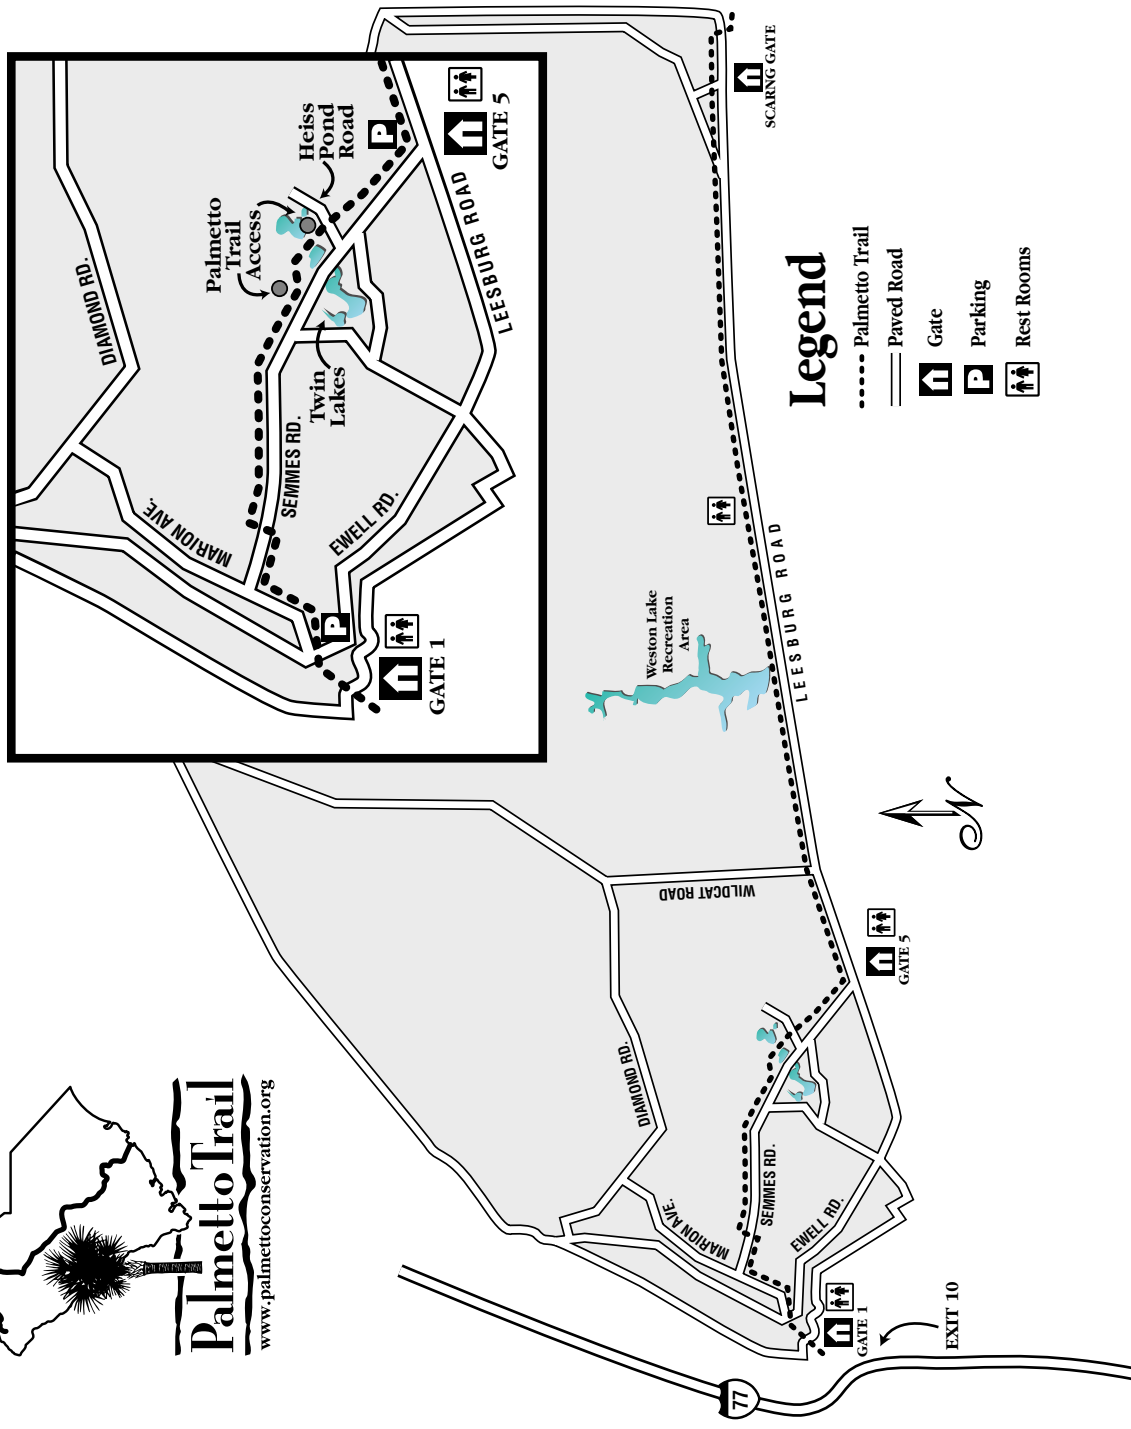 Palmetto Trail
www.palmettoconservation.org
DIAMOND RD.
MARION AVE.
SEMMES RD.
EWELL RD.
Palmetto
Trail
Access
Heiss
Pond
Road
Twin
Lakes
LEESBURG ROAD
P
P
GATE 1
GATE 5
77
EXIT 10
GATE 1
MARION AVE.
SEMMES RD.
EWELL RD.
DIAMOND RD.
GATE 5
WILDCAT ROAD
N
Weston Lake
Recreation
Area
LEESBURG ROAD
SCARNG GATE
Legend
Palmetto Trail
Paved Road
Gate
P Parking
Rest Rooms